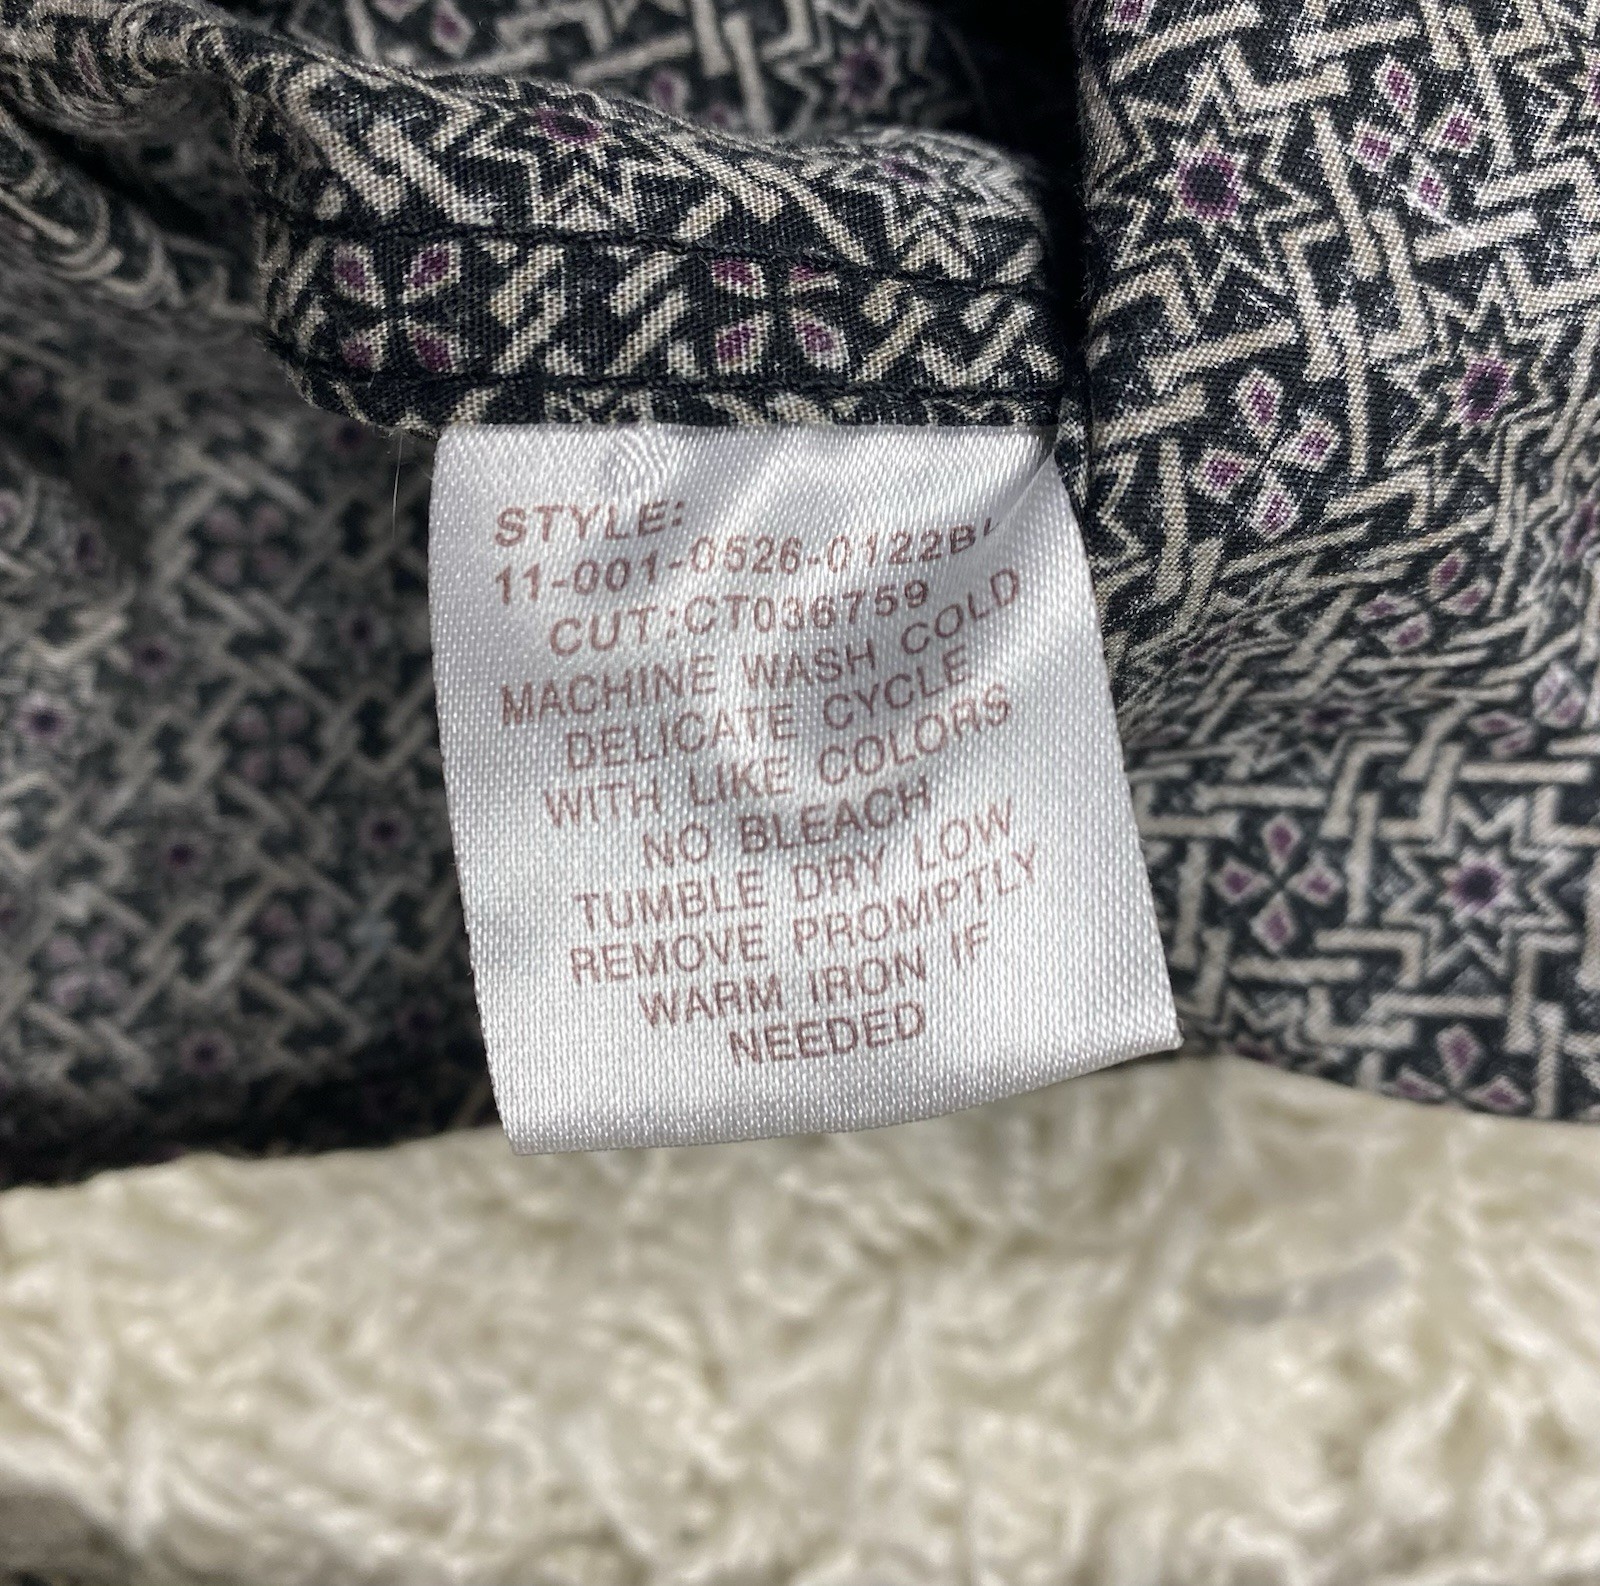 STYLE:
11-001-0526-0122BL
CUT:CT036759
MACHINE WASH COLD
DELICATE CYCLE
WITH LIKE COLORS
NO BLEACH
TUMBLE DRY LOW
REMOVE PROMPTLY
WARM IRON IF
NEEDED